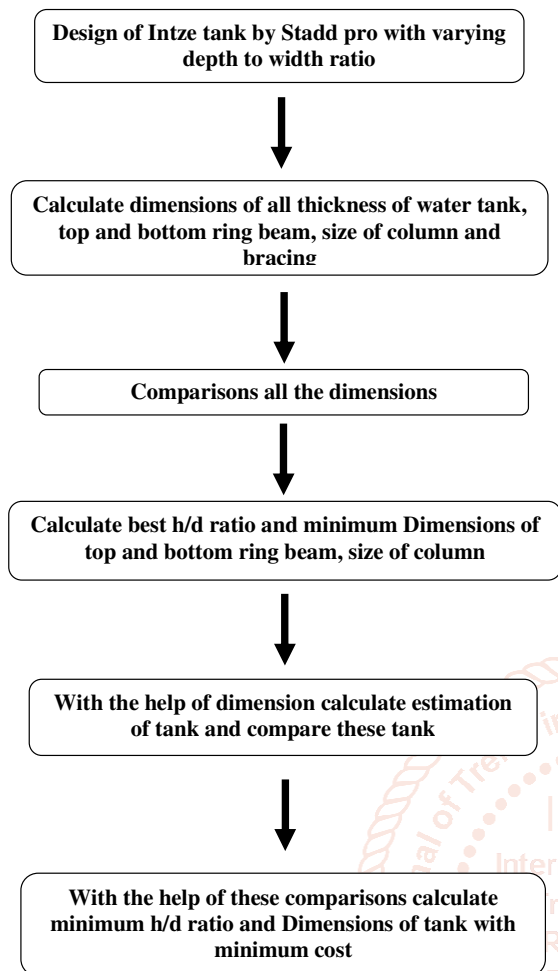 Design of Intze tank by Stadd pro with varying
depth to width ratio
Calculate dimensions of all thickness of water tank,
top and bottom ring beam, size of column and
bracing
Comparisons all the dimensions
Calculate best h/d ratio and minimum Dimensions of
top and bottom ring beam, size of column
With the help of dimension calculate estimation
of tank and compare these tank
With the help of these comparisons calculate
minimum h/d ratio and Dimensions of tank with
minimum cost